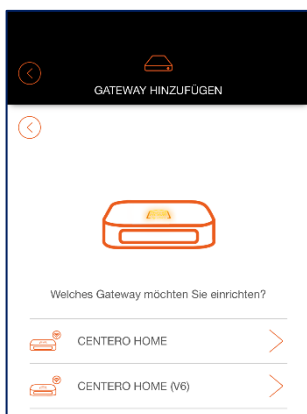 GATEWAY HINZUFÜGEN
Welches Gateway möchten Sie einrichten?
CENTERO HOME
CENTERO HOME (V6)